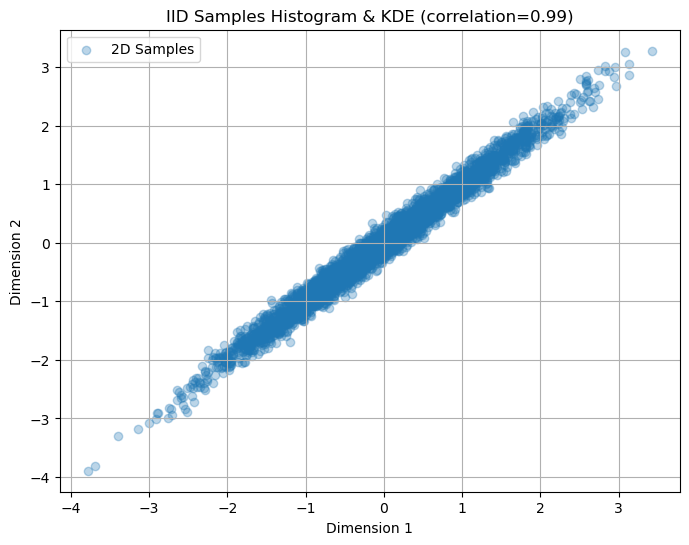 IID Samples Histogram & KDE (correlation=0.99)
2D Samples
3
2
1
0
−1
−2
−3
−4
Dimension 2
−4 −3 −2 −1 0 1 2 3
Dimension 1